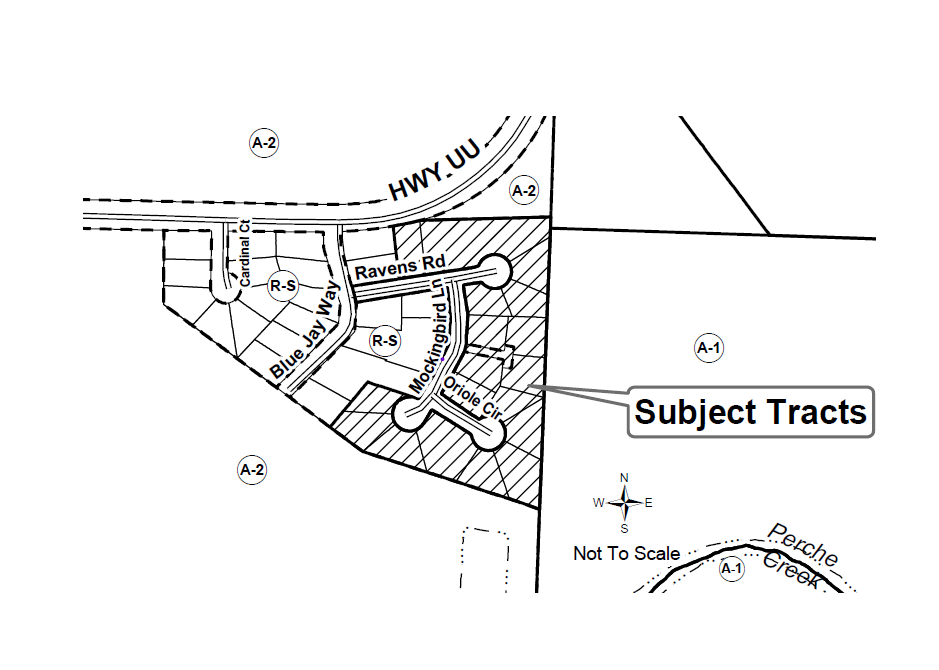 A-2
HWY UU
A-2
Cardinal Ct
Ravens Rd
R-S
Blue Jay Way
Mockingbird Ln
R-S
A-1
Oriole Cir
Subject Tracts
A-2
N
W E
S
Not To Scale
Perche
Creek
A-1